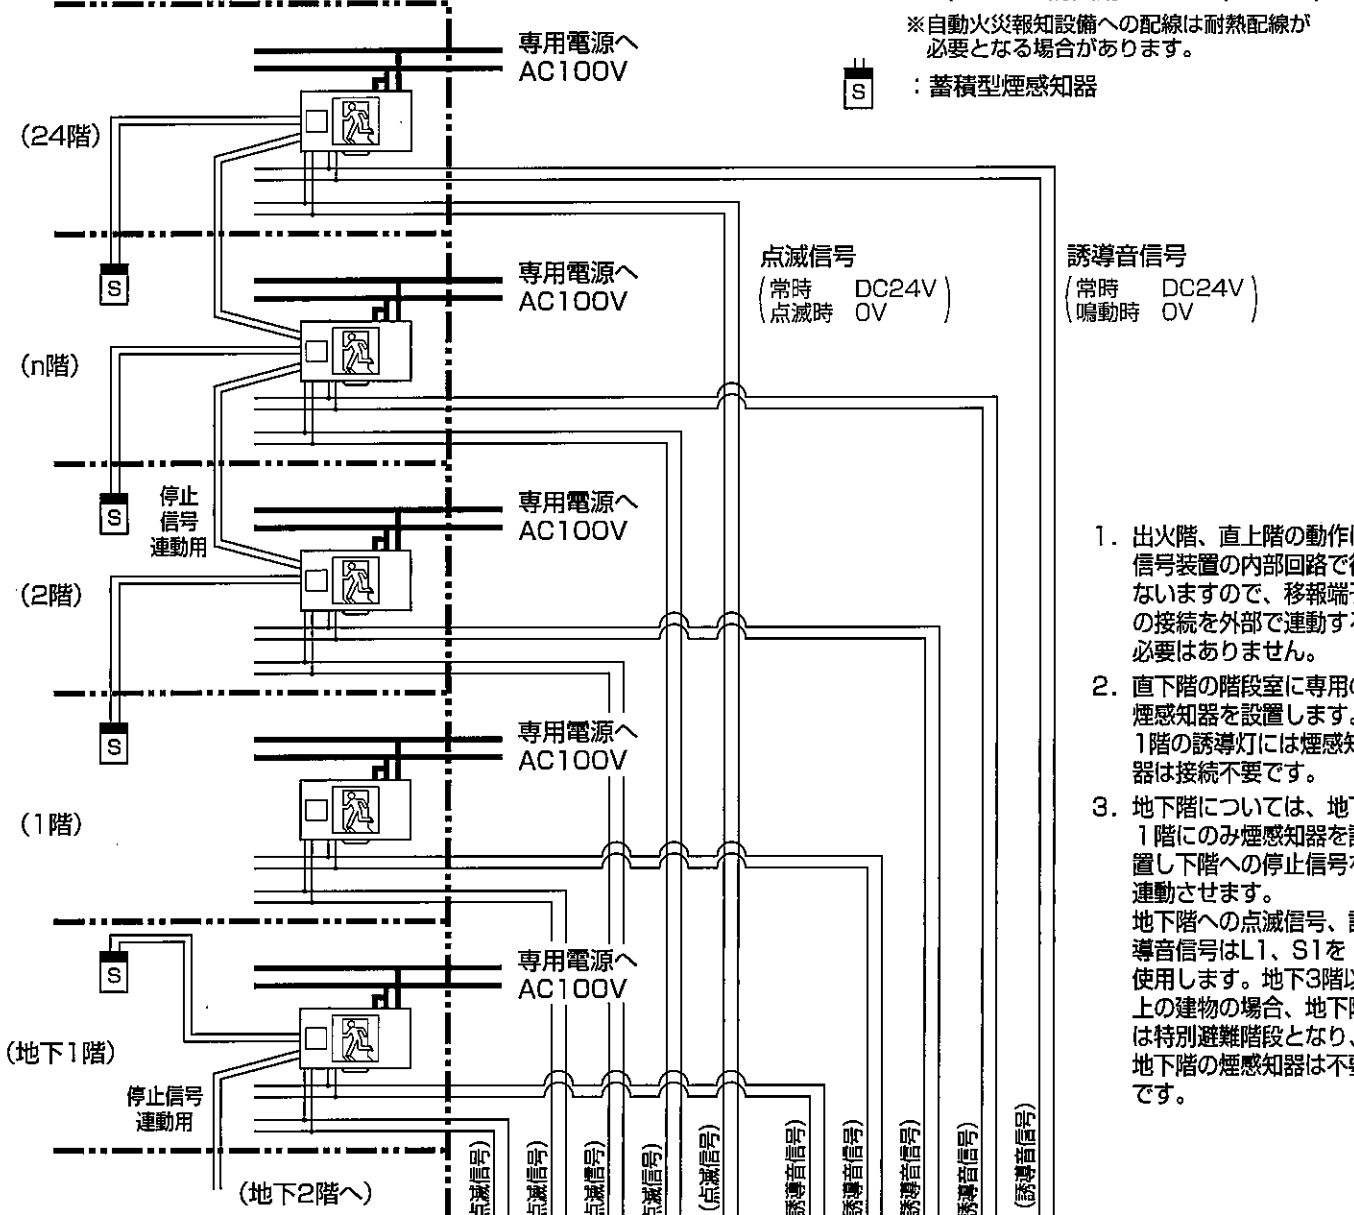 ※自動火災報知設備への配線は耐熱配線が
必要となる場合があります。
S ：蓄積型煙感知器
専用電源へ
AC100V
(24階)
S
点滅信号
(常時 DC24V)
(点滅時 0V)
誘導音信号
(常時 DC24V)
(鳴動時 0V)
専用電源へ
AC100V
(n階)
S
停止
信号
連動用
専用電源へ
AC100V
(2階)
S
専用電源へ
AC100V
(1階)
S
専用電源へ
AC100V
(地下1階)
停止信号
連動用
(地下2階へ)
点滅信号)
点滅信号)
点滅信号)
点滅信号)
(点滅信号)
誘導音信号)
誘導音信号)
誘導音信号)
誘導音信号)
(誘導音信号)
1. 出火階、直上階の動作
信号装置の内部回路で
ないますので、移報端
の接続を外部で連動す
必要はありません。
2. 直下階の階段室に専用
煙感知器を設置します。
1階の誘導灯には煙感知
器は接続不要です。
3. 地下階については、地
1階にのみ煙感知器を
置し下階への停止信号
連動させます。
地下階への点滅信号、
導音信号はL1、S1を
使用します。地下3階
上の建物の場合、地下
は特別避難階段となり、
地下階の煙感知器は不
です。